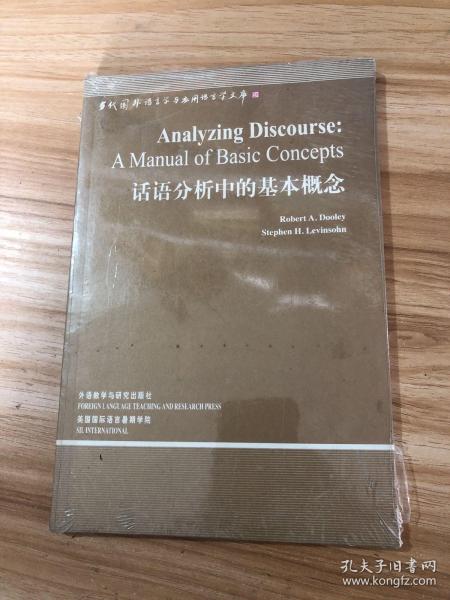 当代国外语言学与应用语言学文库
Analyzing Discourse:
A Manual of Basic Concepts
话语分析中的基本概念
Robert A. Dooley
Stephen H. Levinsohn
外语教学与研究出版社
FOREIGN LANGUAGE TEACHING AND RESEARCH PRESS
美国国际语言暑期学院
SIL INTERNATIONAL
孔夫子旧书网
www.kongfz.com